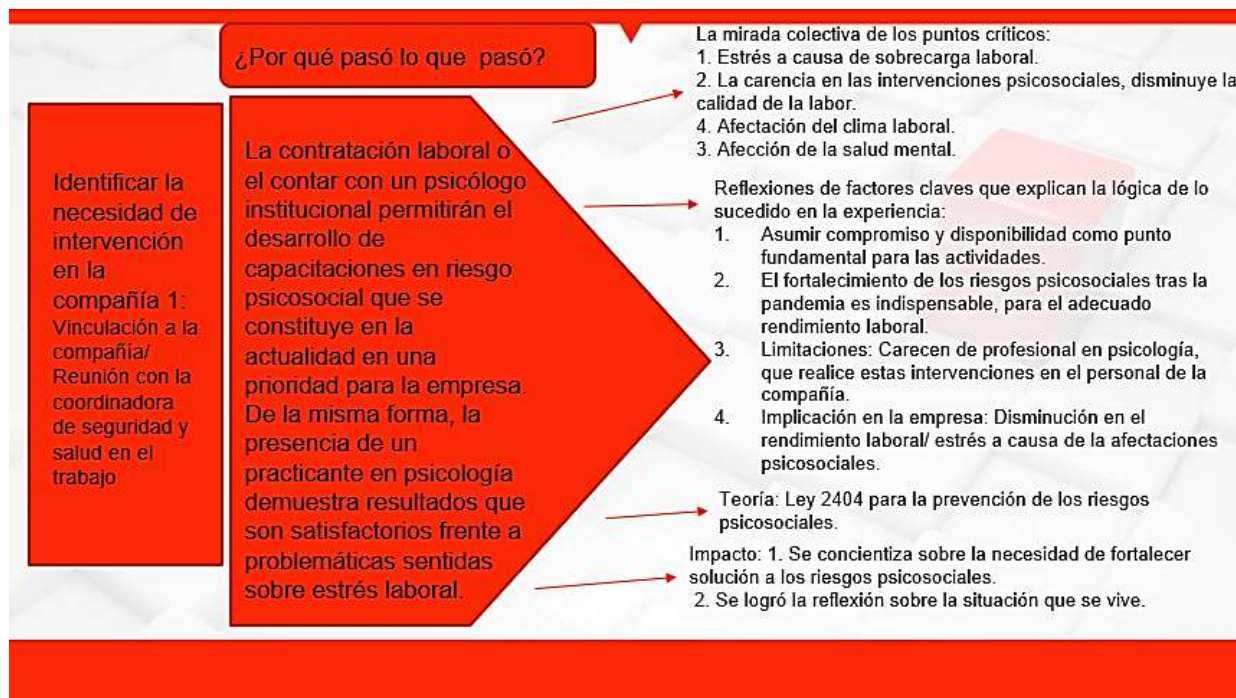 ¿Por qué pasó lo que pasó?
Identificar la
necesidad de
intervención
en la
compañía 1:
Vinculación a la
compañía/
Reunión con la
coordinadora
de seguridad y
salud en el
trabajo
La contratación laboral o
el contar con un psicólogo
institucional permitirán el
desarrollo de
capacitaciones en riesgo
psicosocial que se
constituye en la
actualidad en una
prioridad para la empresa.
De la misma forma, la
presencia de un
practicante en psicología
demuestra resultados que
son satisfactorios frente a
problemáticas sentidas
sobre estrés laboral.
La mirada colectiva de los puntos críticos:
1. Estrés a causa de sobrecarga laboral.
2. La carencia en las intervenciones psicosociales, disminuye la
calidad de la labor.
4. Afectación del clima laboral.
3. Afección de la salud mental.
Reflexiones de factores claves que explican la lógica de lo
sucedido en la experiencia:
1. Asumir compromiso y disponibilidad como punto
fundamental para las actividades.
2. El fortalecimiento de los riesgos psicosociales tras la
pandemia es indispensable, para el adecuado
rendimiento laboral.
3. Limitaciones: Carecen de profesional en psicología,
que realice estas intervenciones en el personal de la
compañía.
4. Implicación en la empresa: Disminución en el
rendimiento laboral/ estrés a causa de la afectaciones
psicosociales.
Teoría: Ley 2404 para la prevención de los riesgos
psicosociales.
Impacto: 1. Se concientiza sobre la necesidad de fortalecer
solución a los riesgos psicosociales.
2. Se logró la reflexión sobre la situación que se vive.